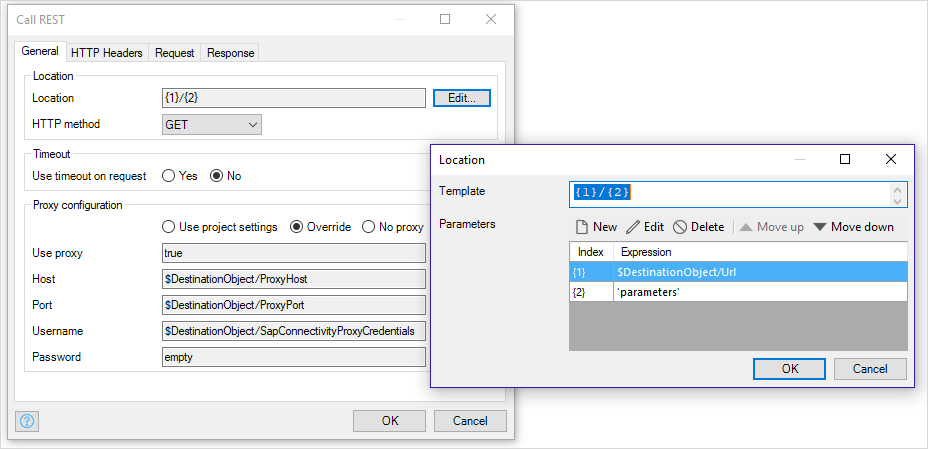 Call REST
General HTTP Headers Request Response
Location
Location {1}/{2} Edit...
HTTP method GET
Timeout
Use timeout on request Yes No
Proxy configuration
Use project settings Override No proxy
Use proxy true
Host $DestinationObject/ProxyHost
Port $DestinationObject/ProxyPort
Username $DestinationObject/SapConnectivityProxyCredentials
Password empty
? OK Cancel
Location
Template {1}/{2}
Parameters New Edit Delete Move up Move down
Index Expression
{1} $DestinationObject/Url
{2} 'parameters'
OK Cancel